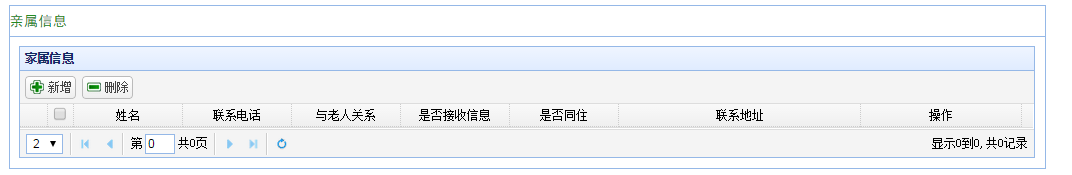 亲属信息
家属信息
新增 删除
姓名 联系电话 与老人关系 是否接收信息 是否同住 联系地址 操作
2 第 0 共0页 显示0到0, 共0记录